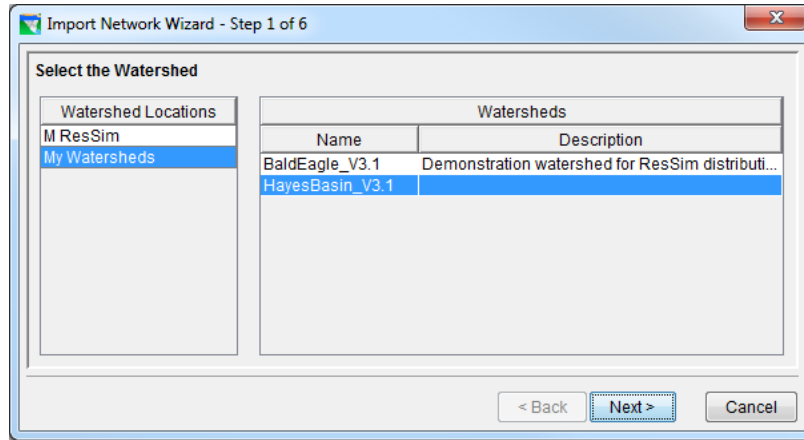 Import Network Wizard - Step 1 of 6
Select the Watershed
Watershed Locations
M ResSim
My Watersheds
Watersheds
Name Description
BaldEagle_V3.1 Demonstration watershed for ResSim distributi...
HayesBasin_V3.1
< Back Next > Cancel